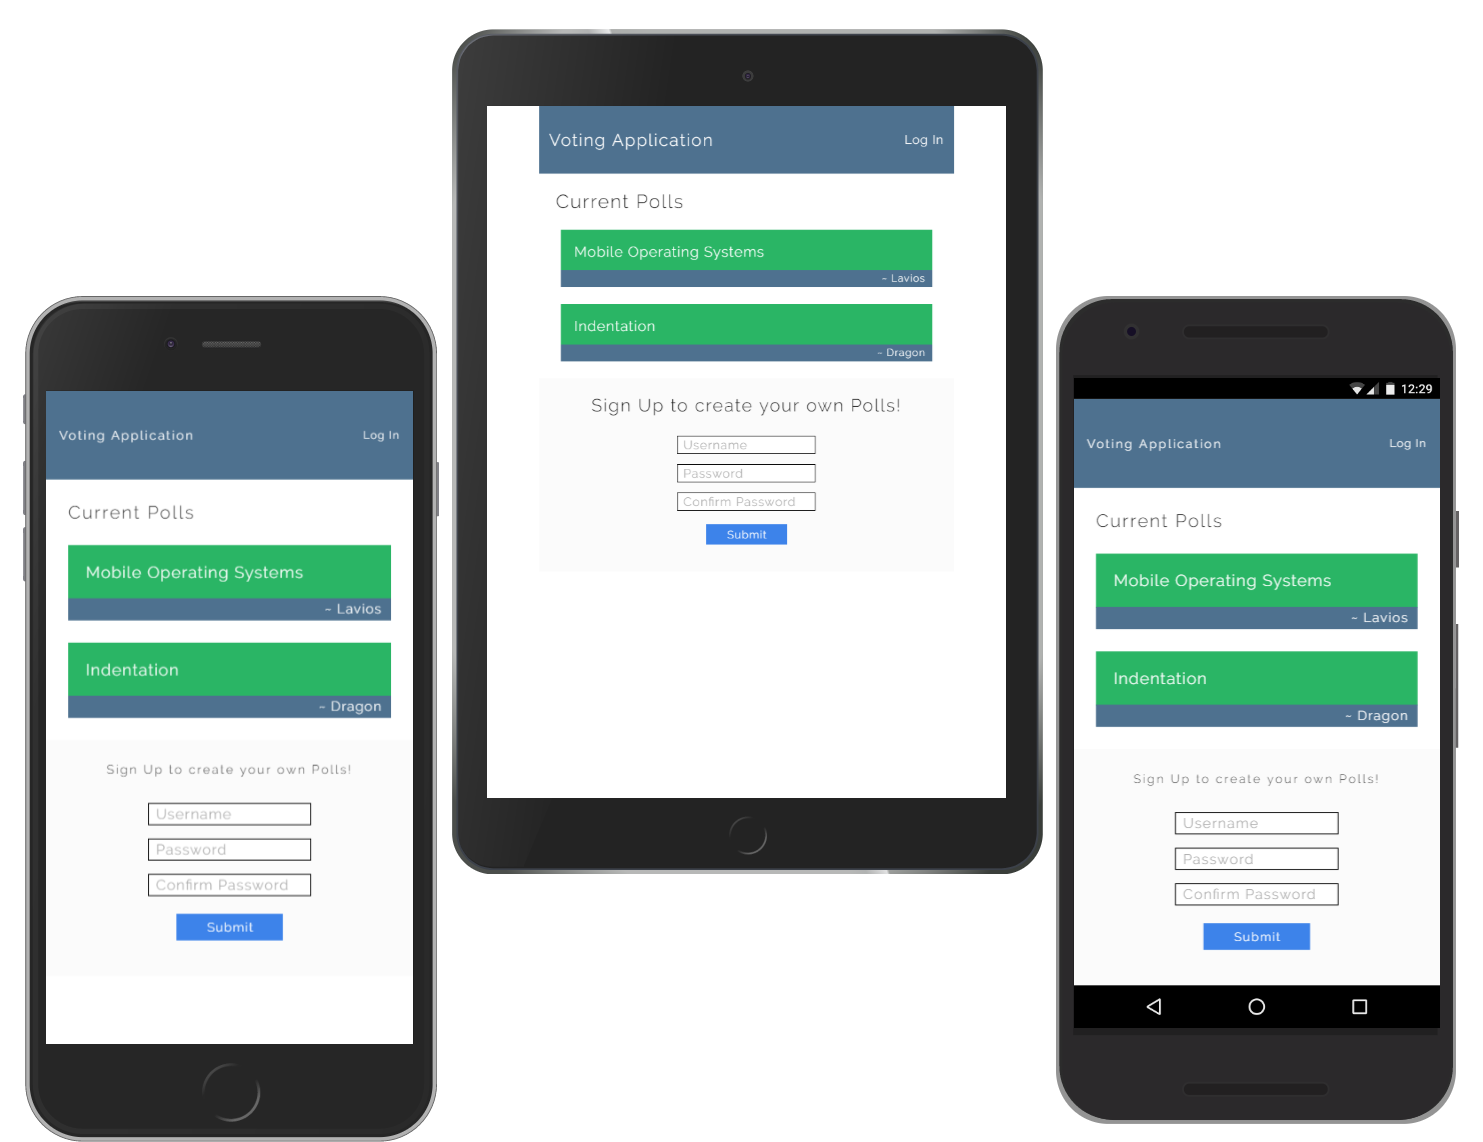 Voting Application Log In
Current Polls
Mobile Operating Systems
~ Lavios
Indentation
~ Dragon
Sign Up to create your own Polls!
Username
Password
Confirm Password
Submit
Voting Application Log In
Current Polls
Mobile Operating Systems
~ Lavios
Indentation
~ Dragon
Sign Up to create your own Polls!
Username
Password
Confirm Password
Submit
12:29
Voting Application Log In
Current Polls
Mobile Operating Systems
~ Lavios
Indentation
~ Dragon
Sign Up to create your own Polls!
Username
Password
Confirm Password
Submit